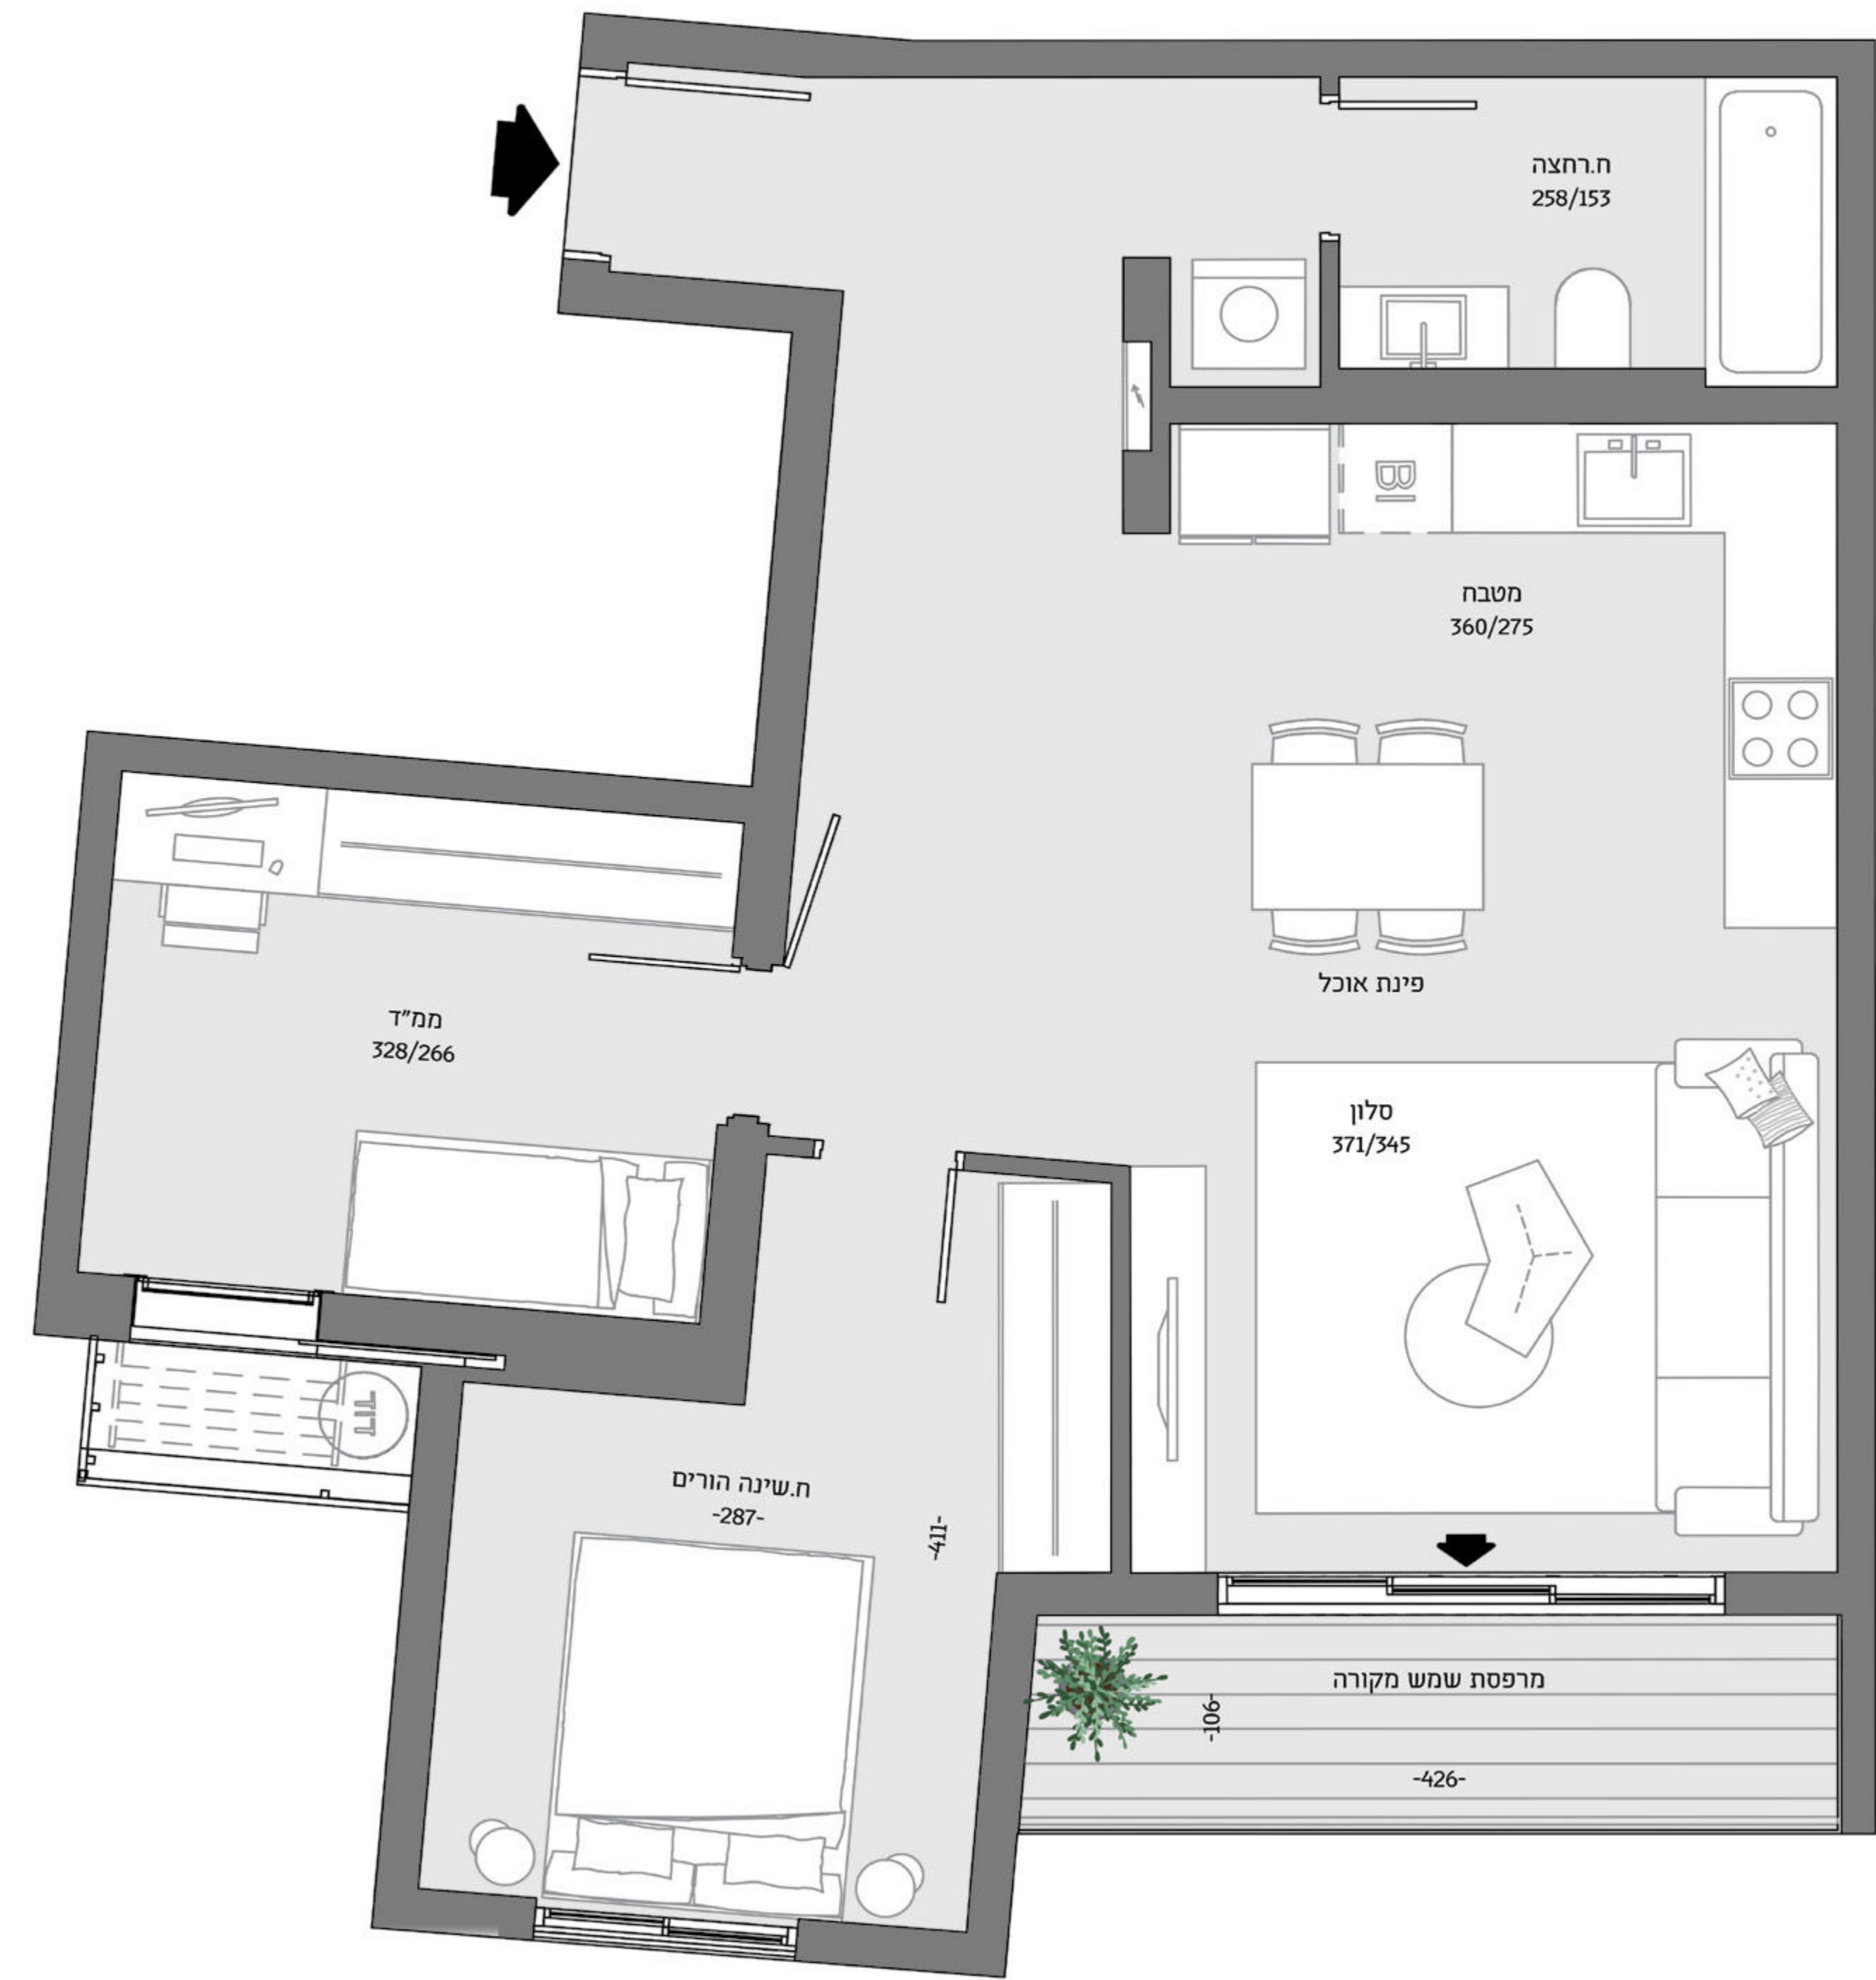 ח.רחצה
258/153
BI
מטבח
360/275
פינת אוכל
ממ"ד
328/266
סלון
371/345
ח.שינה הורים
-287-
-411-
מרפסת שמש מקורה
-106-
-426-